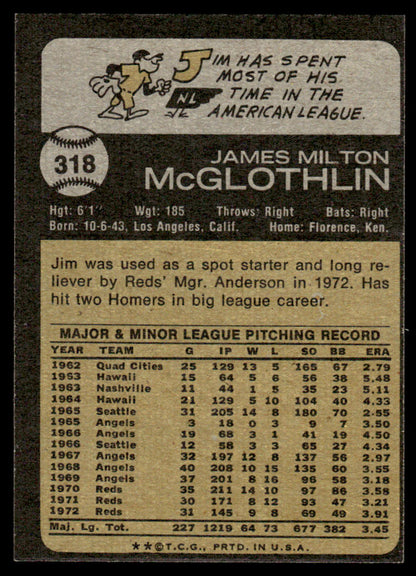 JIM HAS SPENT
MOST OF HIS
TIME IN THE
AMERICAN LEAGUE.
NL
318
JAMES MILTON
McGLOTHLIN
Hgt: 6'1" Wgt: 185 Throws: Right Bats: Right
Born: 10-6-43, Los Angeles, Calif. Home: Florence, Ken.
Jim was used as a spot starter and long re-
liever by Reds' Mgr. Anderson in 1972. Has
hit two Homers in big league career.
MAJOR & MINOR LEAGUE PITCHING RECORD
YEAR TEAM G IP W L SO BB ERA
1962 Quad Cities 25 129 13 5 165 67 2.79
1953 Hawaii 15 64 5 6 56 38 5.48
1963 Nashville 11 44 1 5 35 23 5.11
1964 Hawaii 21 129 5 10 104 40 4.33
1965 Seattle 31 205 14 8 180 70 2.55
1965 Angels 3 18 0 3 9 7 3.50
1966 Angels 19 68 3 1 41 19 4.50
1966 Seattle 12 58 3 3 65 27 4.34
1967 Angels 32 197 12 8 137 56 2.97
1968 Angels 40 208 10 15 135 60 3.55
1969 Angels 37 201 8 16 96 58 3.18
1970 Reds 35 211 14 10 97 86 3.58
1971 Reds 30 171 8 12 93 47 3.21
1972 Reds 31 145 9 8 69 49 3.91
Maj. Lg. Tot. 227 1219 64 73 677 382 3.45
**©T.C.G., PRTD. IN U.S.A.